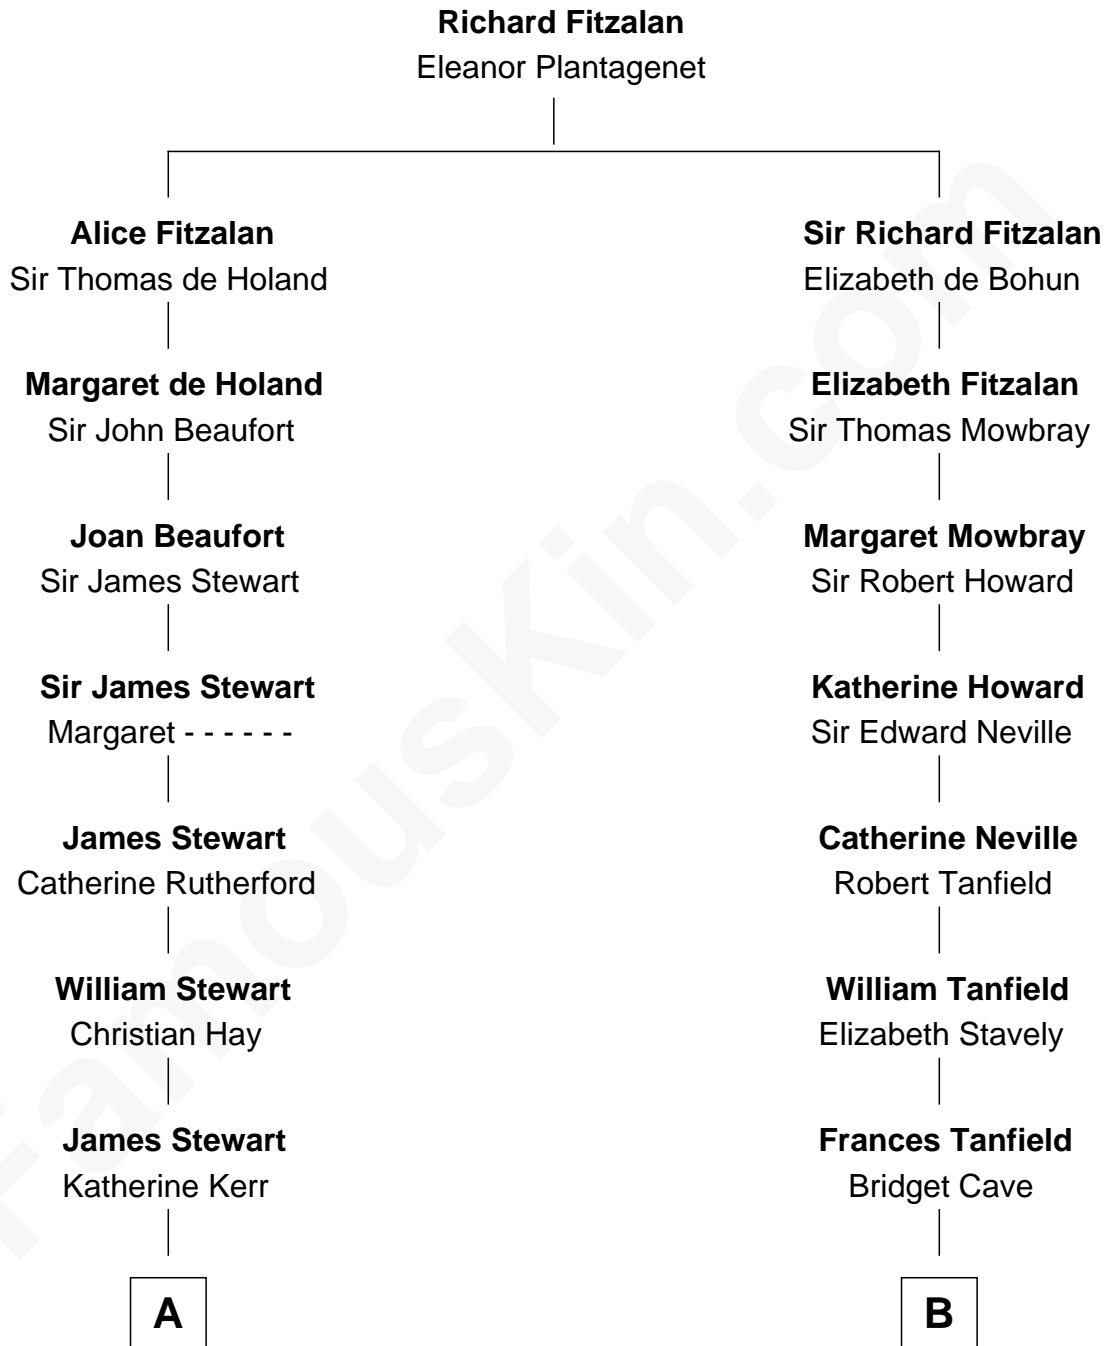 Richard Fitzalan
Eleanor Plantagenet
Alice Fitzalan
Sir Thomas de Holand
Sir Richard Fitzalan
Elizabeth de Bohun
Margaret de Holand
Sir John Beaufort
Elizabeth Fitzalan
Sir Thomas Mowbray
Joan Beaufort
Sir James Stewart
Margaret Mowbray
Sir Robert Howard
Sir James Stewart
Margaret - - - - - -
Katherine Howard
Sir Edward Neville
James Stewart
Catherine Rutherford
Catherine Neville
Robert Tanfield
William Stewart
Christian Hay
William Tanfield
Elizabeth Stavely
James Stewart
Katherine Kerr
Frances Tanfield
Bridget Cave
A
B
FamousKin.com